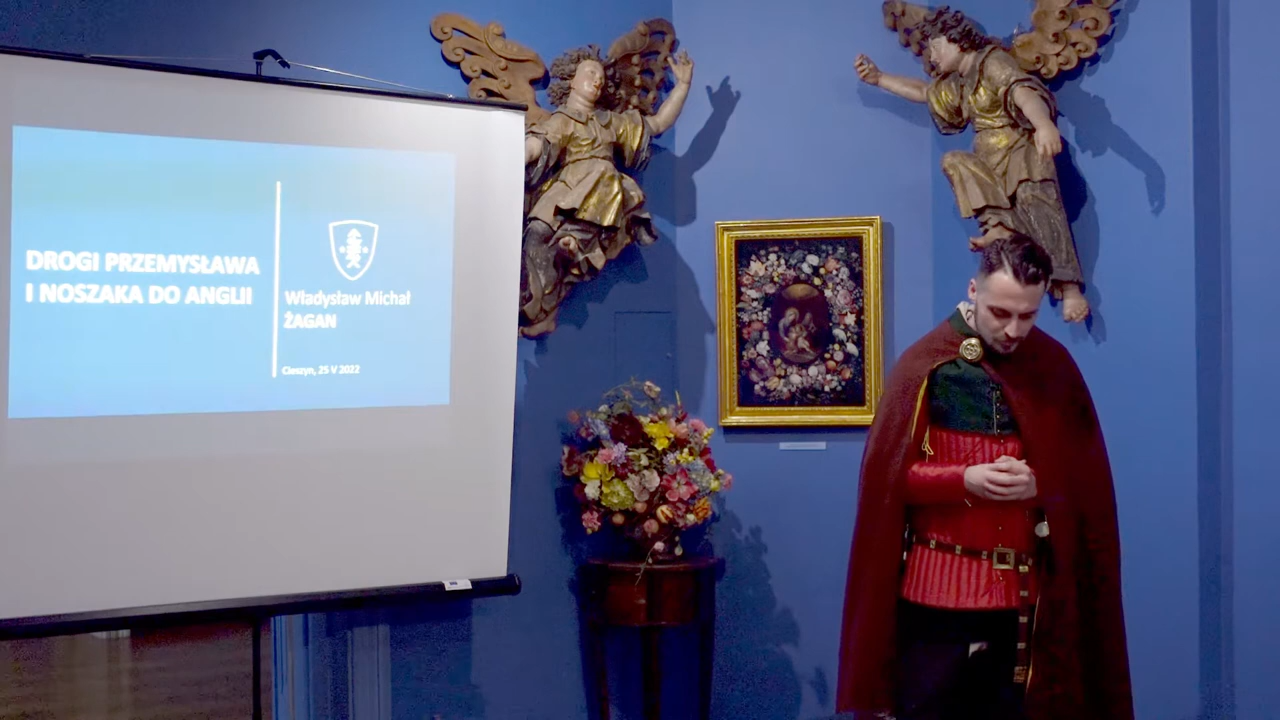 DROGI PRZEMYSŁAWA
I NOSZAKA DO ANGLII
Władysław Michał
ŻAGAN
Cieszyn, 25 V 2022